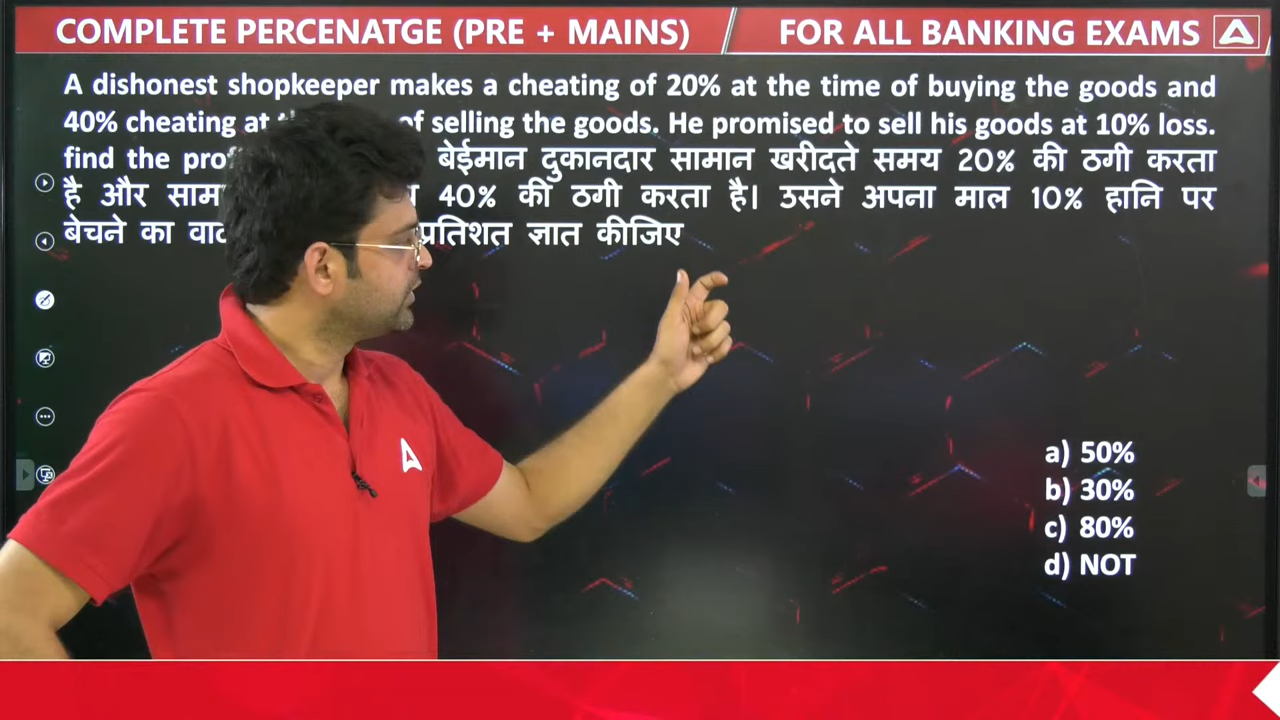 COMPLETE PERCENATGE (PRE + MAINS)
FOR ALL BANKING EXAMS
A dishonest shopkeeper makes a cheating of 20% at the time of buying the goods and
40% cheating at of selling the goods. He promised to sell his goods at 10% loss.
find the बेईमान दुकानदार सामान खरीदते समय 20% की ठगी करता
है और 40% की ठगी करता है। उसने अपना माल 10% हानि पर
बेचने का प्रतिशत ज्ञात कीजिए
a) 50%
b) 30%
c) 80%
d) NOT